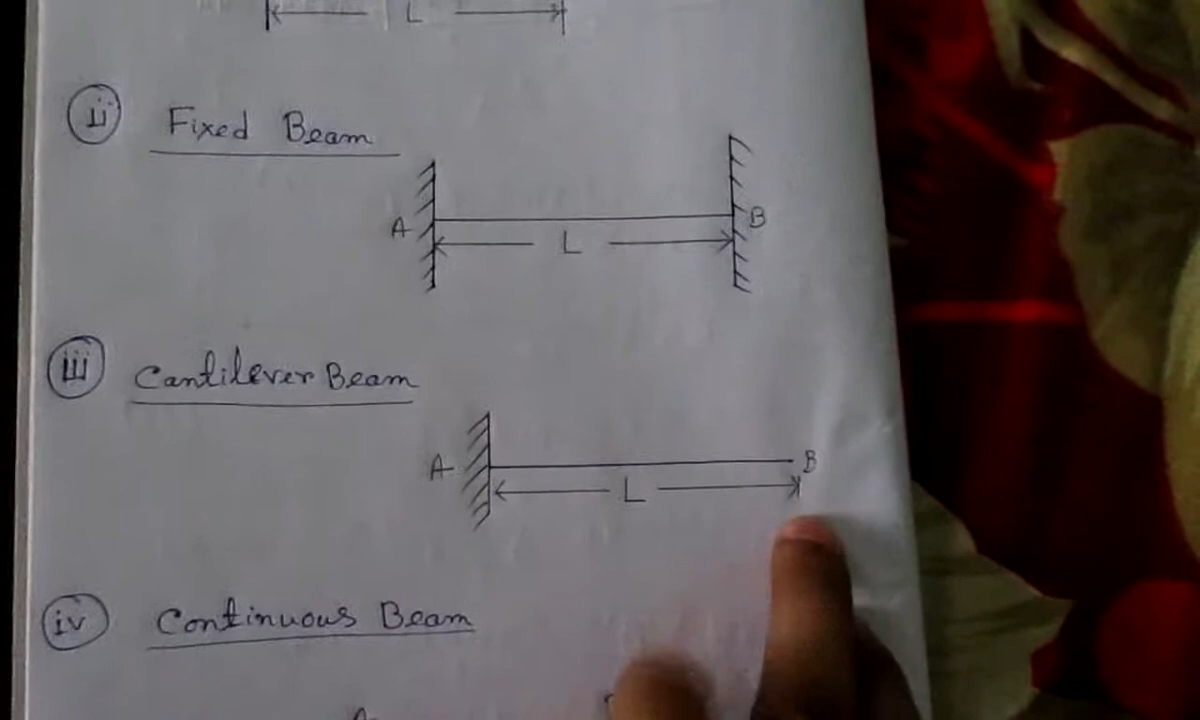 L
ii Fixed Beam
A B
L
iii Cantilever Beam
A B
L
iv Continuous Beam